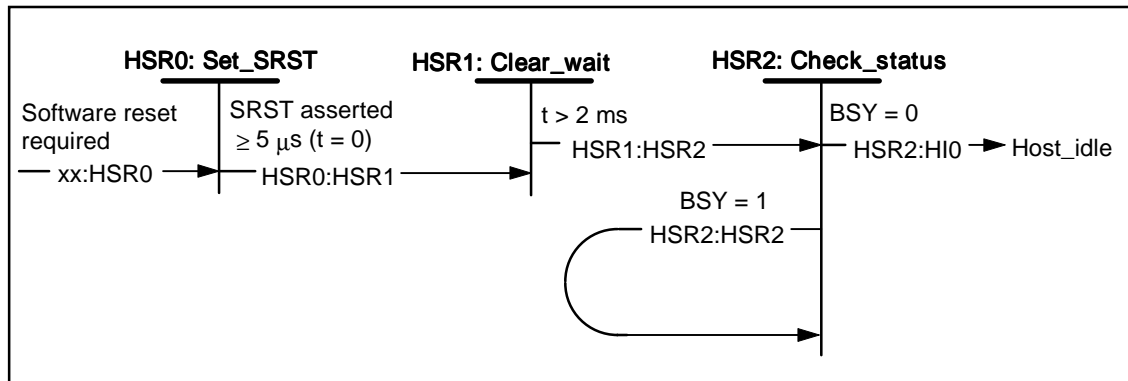 HSR0: Set_SRST
HSR1: Clear_wait
HSR2: Check_status
Software reset
required
xx:HSR0
SRST asserted
≥ 5 μs (t = 0)
HSR0:HSR1
t > 2 ms
HSR1:HSR2
BSY = 0
HSR2:HI0
Host_idle
BSY = 1
HSR2:HSR2